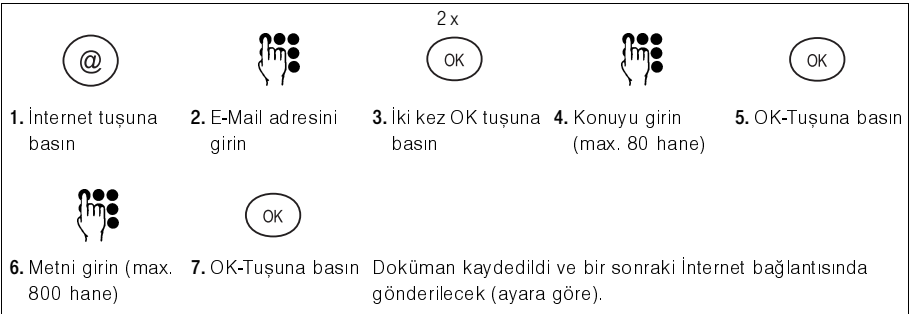 2 x
@
OK
OK
1. İnternet tuşuna
basın
2. E-Mail adresini
girin
3. İki kez OK tuşuna
basın
4. Konuyu girin
(max. 80 hane)
5. OK-Tuşuna basın
OK
6. Metni girin (max.
800 hane)
7. OK-Tuşuna basın
Doküman kaydedildi ve bir sonraki İnternet bağlantısında
gönderilecek (ayara göre).